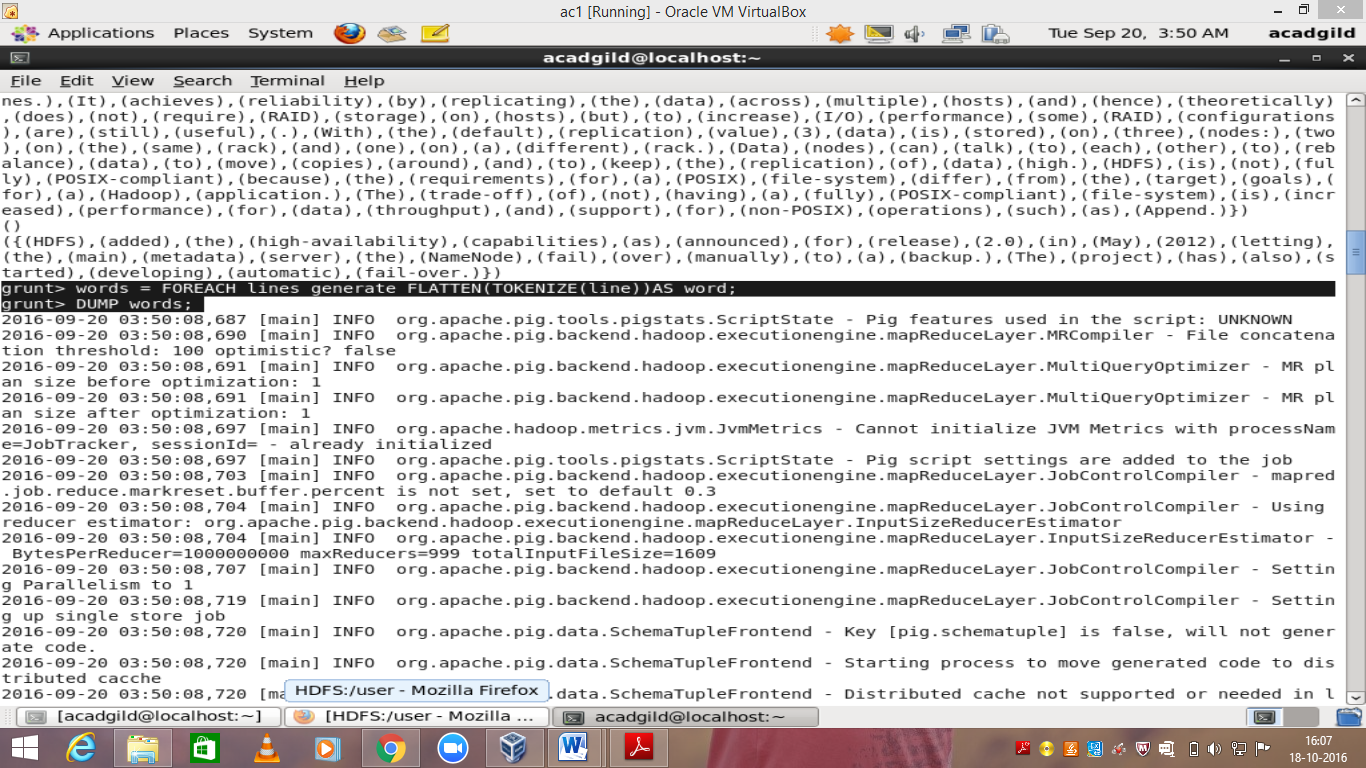 ac1 [Running] - Oracle VM VirtualBox
Applications Places System Tue Sep 20, 3:50 AM acadgild
acadgild@localhost:~
File Edit View Search Terminal Help
nes.),(It),(achieves),(reliability),(by),(replicating),(the),(data),(across),(multiple),(hosts),(and),(hence),(theoretically)
,(does),(not),(require),(RAID),(storage),(on),(hosts),(but),(to),(increase),(I/O),(performance),(some),(RAID),(configurations
),(are),(still),(useful),(.),(With),(the),(default),(replication),(value),(3),(data),(is),(stored),(on),(three),(nodes:),(two
),(on),(the),(same),(rack),(and),(one),(on),(a),(different),(rack.),(Data),(nodes),(can),(talk),(to),(each),(other),(to),(reb
alance),(data),(to),(move),(copies),(around),(and),(to),(keep),(the),(replication),(of),(data),(high.),(HDFS),(is),(not),(ful
ly),(POSIX-compliant),(because),(the),(requirements),(for),(a),(POSIX),(file-system),(differ),(from),(the),(target),(goals),(
for),(a),(Hadoop),(application.),(The),(trade-off),(of),(not),(having),(a),(fully),(POSIX-compliant),(file-system),(is),(incr
eased),(performance),(for),(data),(throughput),(and),(support),(for),(non-POSIX),(operations),(such),(as),(Append.)})
()
({(HDFS),(added),(the),(high-availability),(capabilities),(as),(announced),(for),(release),(2.0),(in),(May),(2012),(letting),
(the),(main),(metadata),(server),(the),(NameNode),(fail),(over),(manually),(to),(a),(backup.),(The),(project),(has),(also),(s
tarted),(developing),(automatic),(fail-over.)})
grunt> words = FOREACH lines generate FLATTEN(TOKENIZE(line))AS word;
grunt> DUMP words;
2016-09-20 03:50:08,687 [main] INFO  org.apache.pig.tools.pigstats.ScriptState - Pig features used in the script: UNKNOWN
2016-09-20 03:50:08,690 [main] INFO  org.apache.pig.backend.hadoop.executionengine.mapReduceLayer.MRCompiler - File concatena
tion threshold: 100 optimistic? false
2016-09-20 03:50:08,691 [main] INFO  org.apache.pig.backend.hadoop.executionengine.mapReduceLayer.MultiQueryOptimizer - MR pl
an size before optimization: 1
2016-09-20 03:50:08,691 [main] INFO  org.apache.pig.backend.hadoop.executionengine.mapReduceLayer.MultiQueryOptimizer - MR pl
an size after optimization: 1
2016-09-20 03:50:08,697 [main] INFO  org.apache.hadoop.metrics.jvm.JvmMetrics - Cannot initialize JVM Metrics with processNam
e=JobTracker, sessionId= - already initialized
2016-09-20 03:50:08,697 [main] INFO  org.apache.pig.tools.pigstats.ScriptState - Pig script settings are added to the job
2016-09-20 03:50:08,703 [main] INFO  org.apache.pig.backend.hadoop.executionengine.mapReduceLayer.JobControlCompiler - mapred
.job.reduce.markreset.buffer.percent is not set, set to default 0.3
2016-09-20 03:50:08,704 [main] INFO  org.apache.pig.backend.hadoop.executionengine.mapReduceLayer.JobControlCompiler - Using
reducer estimator: org.apache.pig.backend.hadoop.executionengine.mapReduceLayer.InputSizeReducerEstimator
2016-09-20 03:50:08,704 [main] INFO  org.apache.pig.backend.hadoop.executionengine.mapReduceLayer.InputSizeReducerEstimator -
 BytesPerReducer=1000000000 maxReducers=999 totalInputFileSize=1609
2016-09-20 03:50:08,707 [main] INFO  org.apache.pig.backend.hadoop.executionengine.mapReduceLayer.JobControlCompiler - Settin
g Parallelism to 1
2016-09-20 03:50:08,719 [main] INFO  org.apache.pig.backend.hadoop.executionengine.mapReduceLayer.JobControlCompiler - Settin
g up single store job
2016-09-20 03:50:08,720 [main] INFO  org.apache.pig.data.SchemaTupleFrontend - Key [pig.schematuple] is false, will not gener
ate code.
2016-09-20 03:50:08,720 [main] INFO  org.apache.pig.data.SchemaTupleFrontend - Starting process to move generated code to dis
tributed cacche
2016-09-20 03:50:08,720 [ma HDFS:/user - Mozilla Firefox .data.SchemaTupleFrontend - Distributed cache not supported or needed in l
[acadgild@localhost:~] [HDFS:/user - Mozilla ... acadgild@localhost:~
16:07
18-10-2016